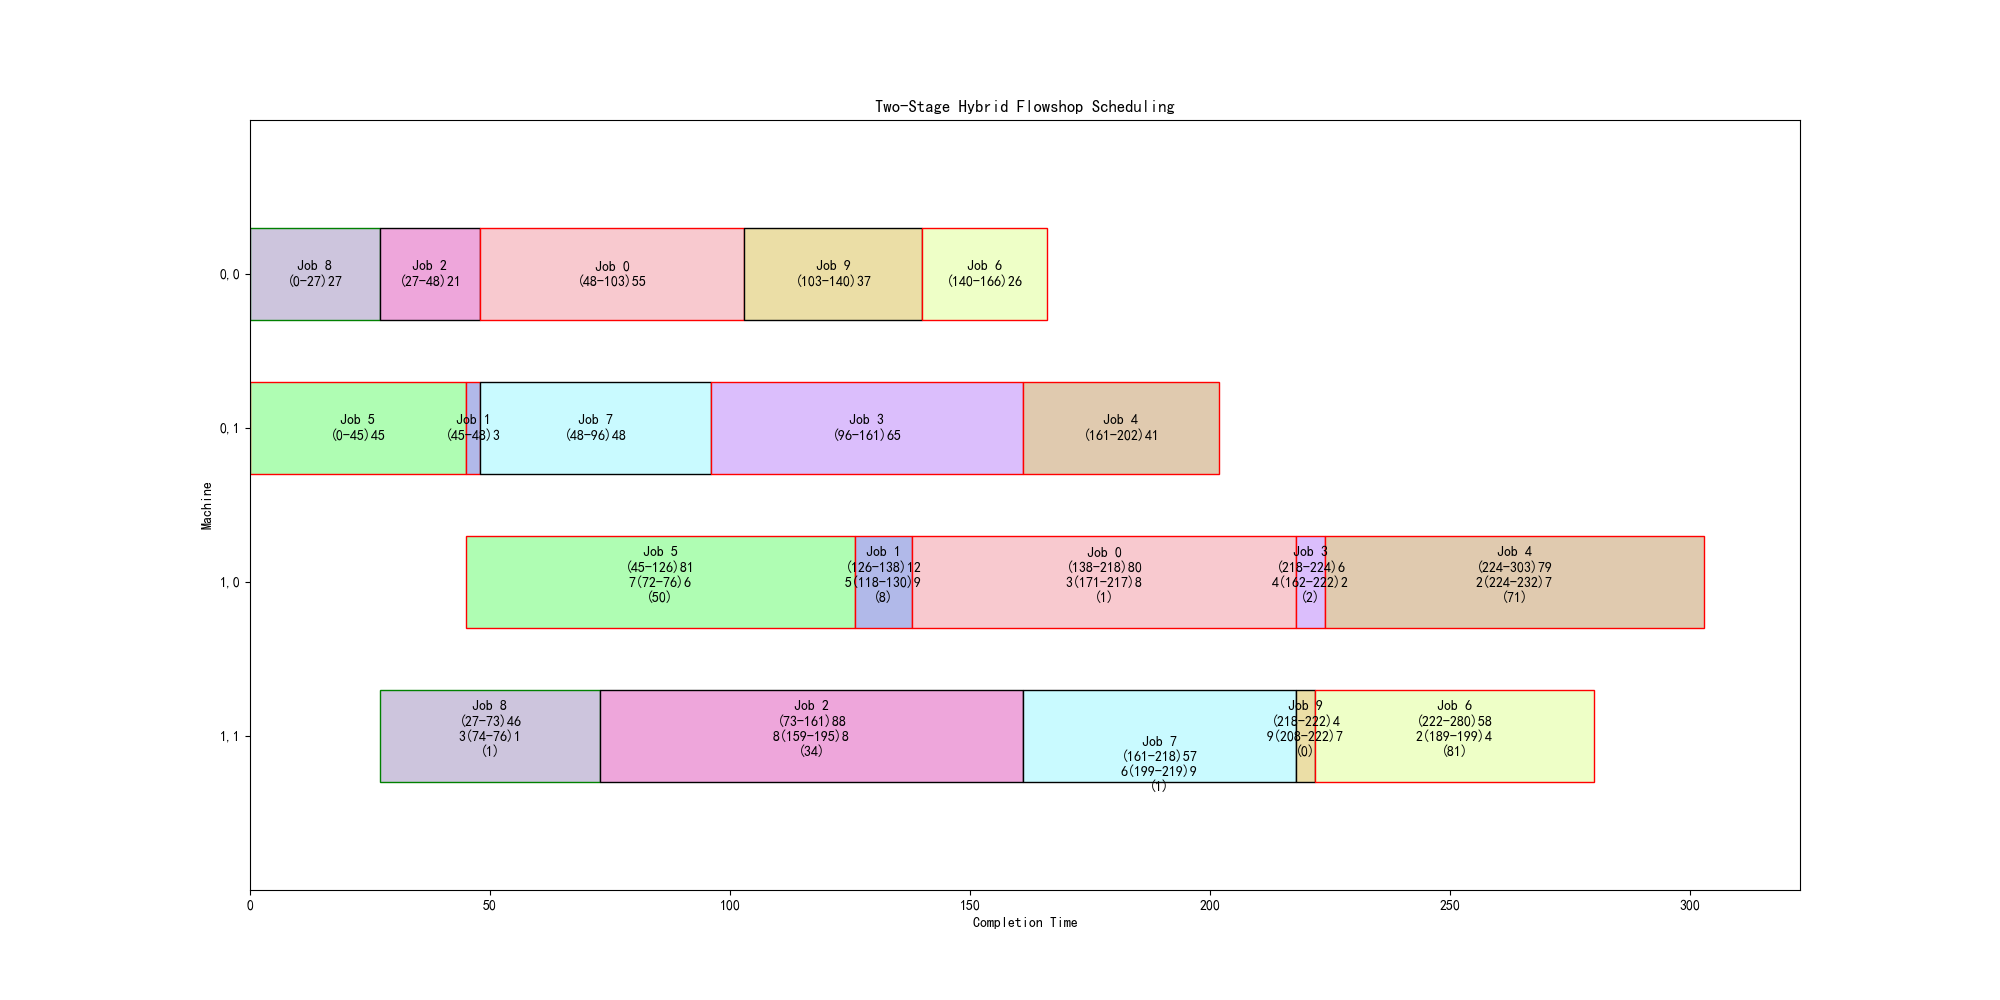 Two-Stage Hybrid Flowshop Scheduling
0,0
Job 8
(0-27)27
Job 2
(27-48)21
Job 0
(48-103)55
Job 9
(103-140)37
Job 6
(140-166)26
0,1
Job 5
(0-45)45
Job 1
(45-48)3
Job 7
(48-96)48
Job 3
(96-161)65
Job 4
(161-202)41
Machine
1,0
Job 5
(45-126)81
7(72-76)6
(50)
Job 1
(126-138)12
5(118-130)9
(8)
Job 0
(138-218)80
3(171-217)8
(1)
Job 3
(218-224)6
4(162-222)2
(2)
Job 4
(224-303)79
2(224-232)7
(71)
1,1
Job 8
(27-73)46
3(74-76)1
(1)
Job 2
(73-161)88
8(159-195)8
(34)
Job 7
(161-218)57
6(199-219)9
(1)
Job 9
(218-222)4
9(208-222)7
(0)
Job 6
(222-280)58
2(189-199)4
(81)
0
50
100
150
200
250
300
Completion Time